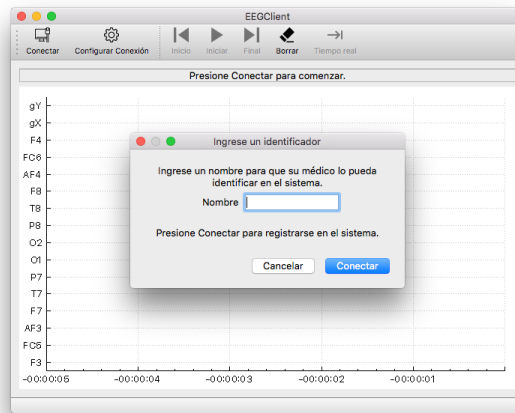 EEGClient
Conectar
Configurar Conexión
Inicio
Iniciar
Final
Borrar
Tiempo real
Presione Conectar para comenzar.
gY
gX
F4
FC6
AF4
F8
T8
P8
O2
O1
P7
T7
F7
AF3
FC5
F3
Ingrese un identificador
Ingrese un nombre para que su médico lo pueda
identificar en el sistema.
Nombre
Presione Conectar para registrarse en el sistema.
Cancelar
Conectar
-00:00:05
-00:00:04
-00:00:03
-00:00:02
-00:00:01